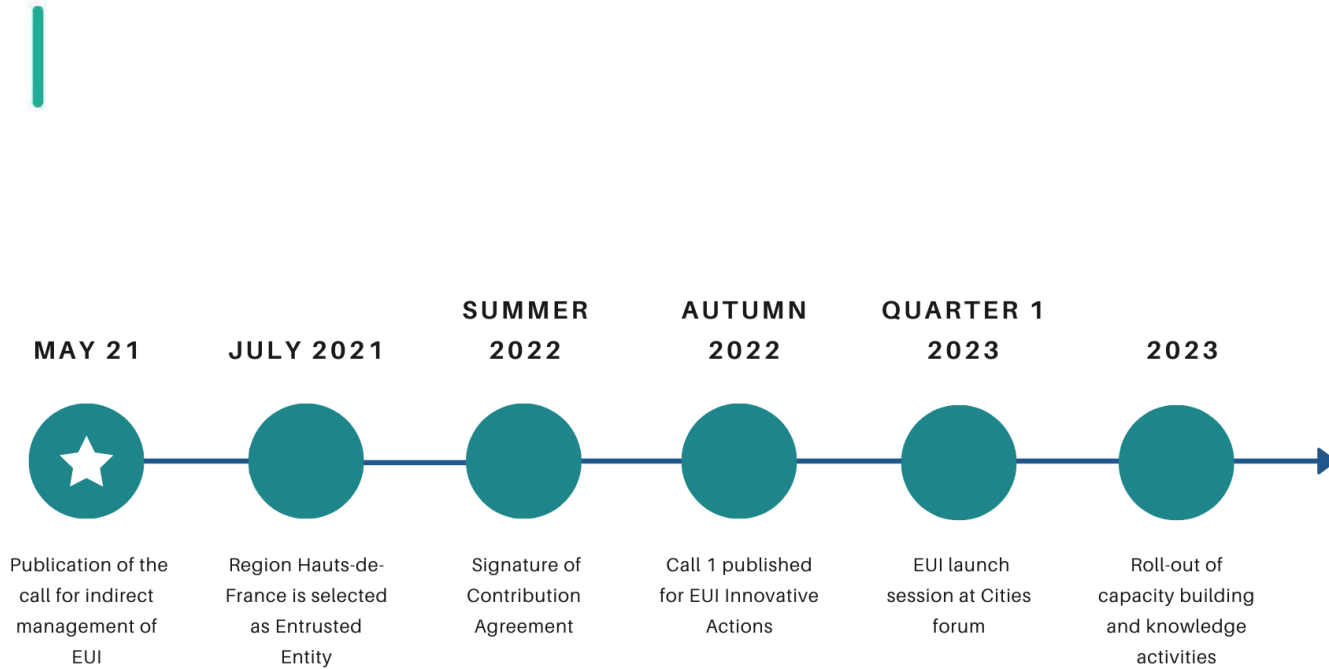 MAY 21
JULY 2021
SUMMER
2022
AUTUMN
2022
QUARTER 1
2023
2023
Publication of the
call for indirect
management of
EUI
Region Hauts-de-
France is selected
as Entrusted
Entity
Signature of
Contribution
Agreement
Call 1 published
for EUI Innovative
Actions
EUI launch
session at Cities
forum
Roll-out of
capacity building
and knowledge
activities